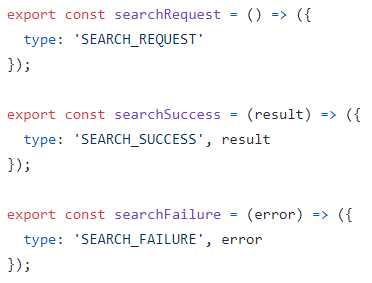 export const searchRequest = () => ({
  type: 'SEARCH_REQUEST'
});

export const searchSuccess = (result) => ({
  type: 'SEARCH_SUCCESS', result
});

export const searchFailure = (error) => ({
  type: 'SEARCH_FAILURE', error
});